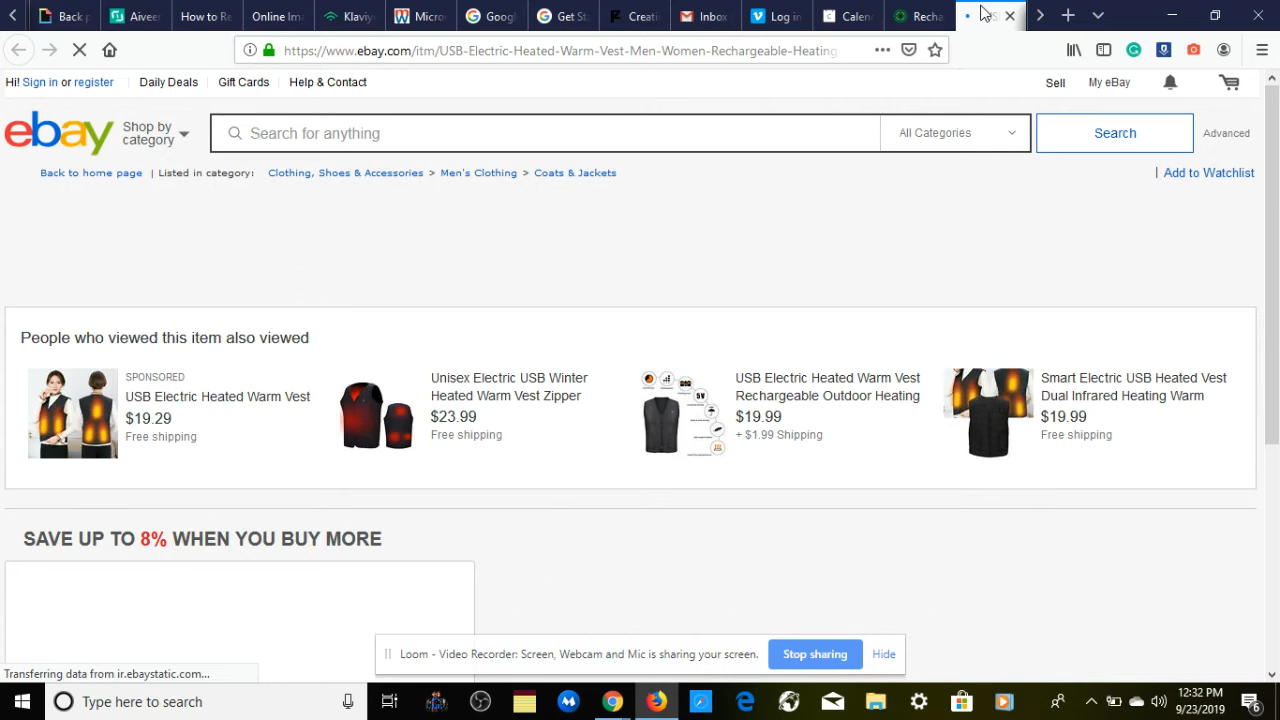 Back p Aiveer How to Re Online Ima Klaviy Micro Googl Get St Creati Inbox Log in Calen Recha
https://www.ebay.com/itm/USB-Electric-Heated-Warm-Vest-Men-Women-Rechargeable-Heating
Hi! Sign in or register Daily Deals Gift Cards Help & Contact Sell My eBay
ebay Shop by category Search for anything All Categories Search Advanced
Back to home page | Listed in category: Clothing, Shoes & Accessories > Men's Clothing > Coats & Jackets | Add to Watchlist
People who viewed this item also viewed
SPONSORED
USB Electric Heated Warm Vest
$19.29
Free shipping
Unisex Electric USB Winter
Heated Warm Vest Zipper
$23.99
Free shipping
5V
USB Electric Heated Warm Vest
Rechargeable Outdoor Heating
$19.99
+ $1.99 Shipping
Smart Electric USB Heated Vest
Dual Infrared Heating Warm
$19.99
Free shipping
SAVE UP TO 8% WHEN YOU BUY MORE
Loom - Video Recorder: Screen, Webcam and Mic is sharing your screen. Stop sharing Hide
Transferring data from ir.ebaystatic.com...
Type here to search
12:32 PM
9/23/2019
6